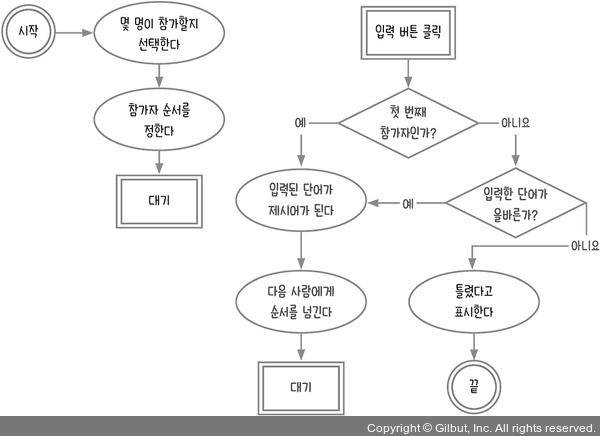 시작
몇 명이 참가할지
선택한다
참가자 순서를
정한다
대기
입력 버튼 클릭
첫 번째
참가자인가?
예
아니요
입력된 단어가
제시어가 된다
예
입력한 단어가
올바른가?
아니요
다음 사람에게
순서를 넘긴다
틀렸다고
표시한다
대기
끝
Copyright © Gilbut, Inc. All rights reserved.